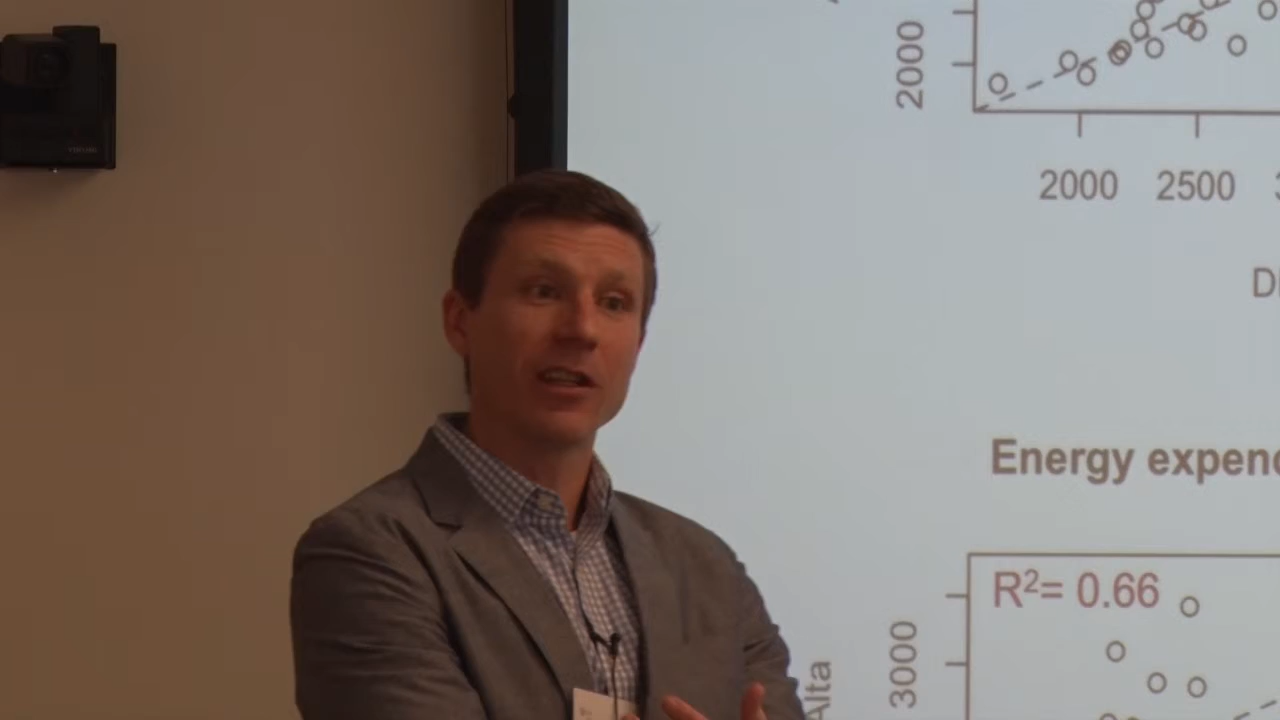 2000
2000 2500
Energy expen
R²= 0.66
3000
Alta